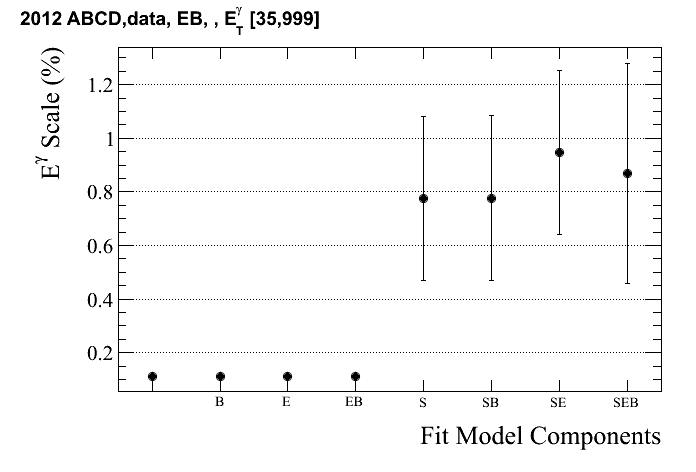 2012 ABCD,data, EB, , E_T^γ [35,999]
E^γ Scale (%)
1.2
1
0.8
0.6
0.4
0.2
B E EB S SB SE SEB
Fit Model Components